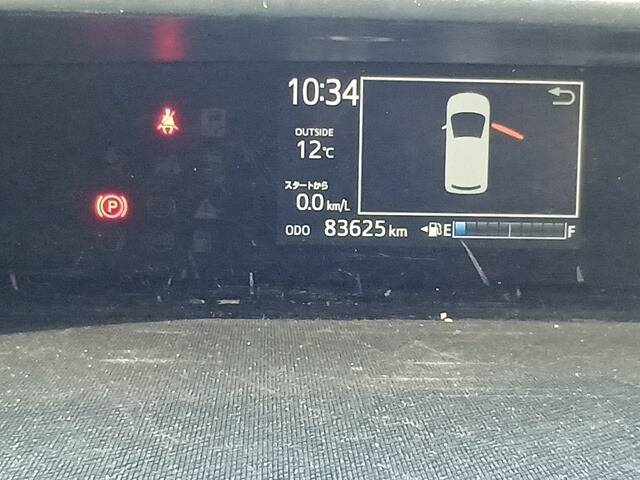 10:34
OUTSIDE
12℃
スタートから
0.0 km/L
ODO 83625 km
E F
P